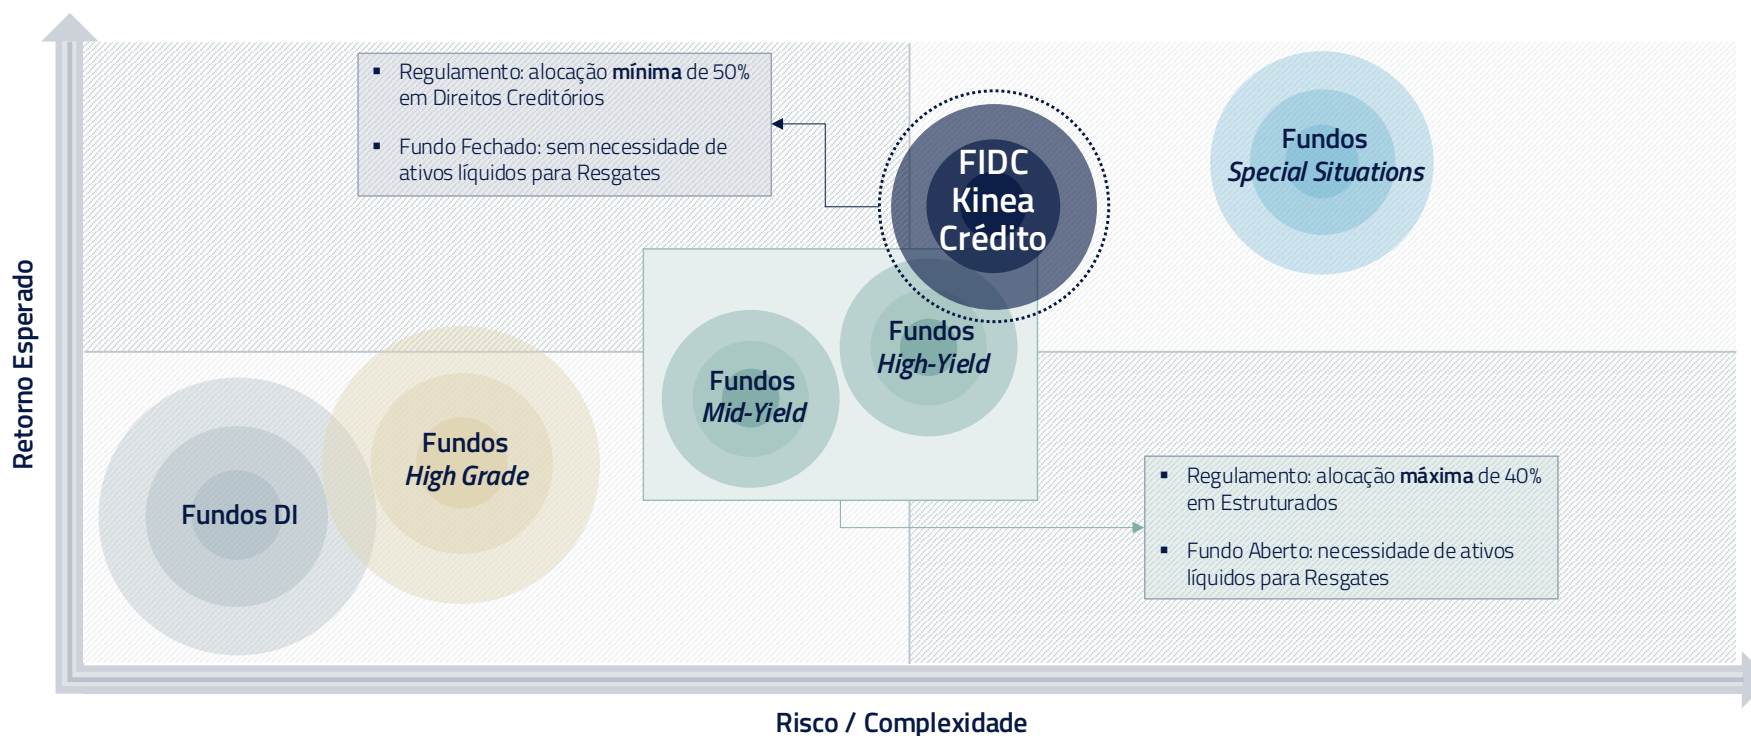 ▪ Regulamento: alocação mínima de 50%
em Direitos Creditórios
▪ Fundo Fechado: sem necessidade de
ativos líquidos para Resgates
FIDC
Kinea
Crédito
Fundos
Special Situations
Retorno Esperado
Fundos
High-Yield
Fundos
Mid-Yield
Fundos
High Grade
Fundos DI
▪ Regulamento: alocação máxima de 40%
em Estruturados
▪ Fundo Aberto: necessidade de ativos
líquidos para Resgates
Risco / Complexidade